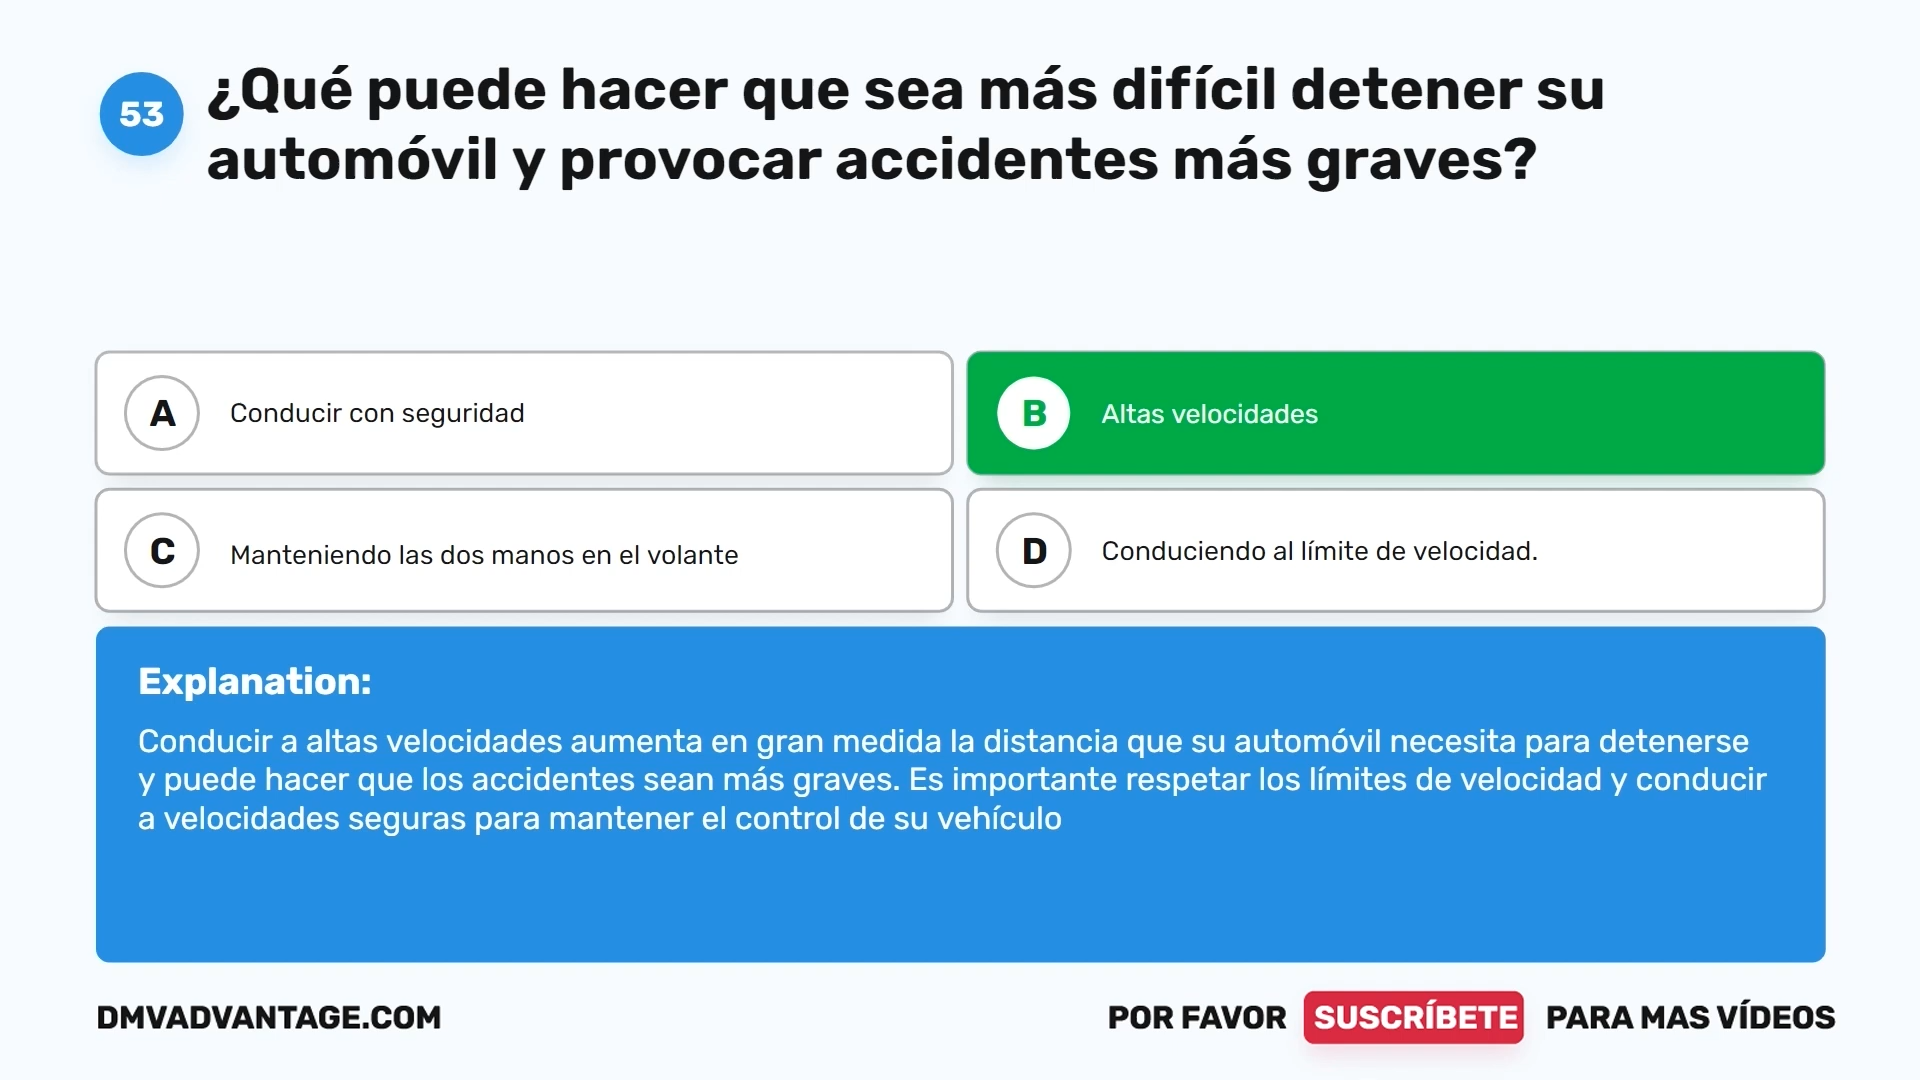 53
¿Qué puede hacer que sea más difícil detener su
automóvil y provocar accidentes más graves?
A Conducir con seguridad
B Altas velocidades
C Manteniendo las dos manos en el volante
D Conduciendo al límite de velocidad.
Explanation:
Conducir a altas velocidades aumenta en gran medida la distancia que su automóvil necesita para detenerse
y puede hacer que los accidentes sean más graves. Es importante respetar los límites de velocidad y conducir
a velocidades seguras para mantener el control de su vehículo
DMVADVANTAGE.COM
POR FAVOR SUSCRÍBETE PARA MAS VÍDEOS